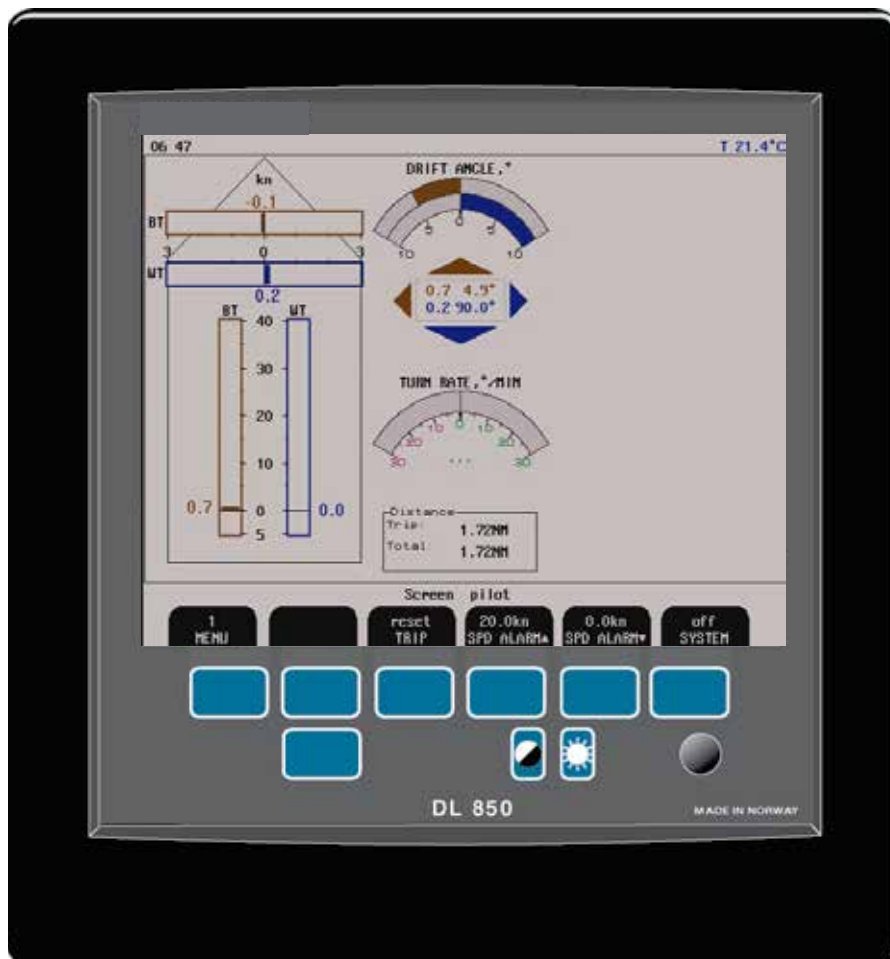 06 47
T 21.4°C
kn
-0.1
BT
3 0 3
WT
0.2
BT WT
40
30
20
10
0.7 0 0.0
5
DRIFT ANGLE,°
10 5 0 5 10
0.7 4.9°
0.2 90.0°
TURN RATE,°/MIN
30 20 10 0 10 20 30
...
Distance
Trip: 1.72NM
Total 1.72NM
Screen pilot
1 MENU
reset TRIP
20.0kn SPD ALARM▲
0.0kn SPD ALARM▼
off SYSTEM
DL 850
MADE IN NORWAY